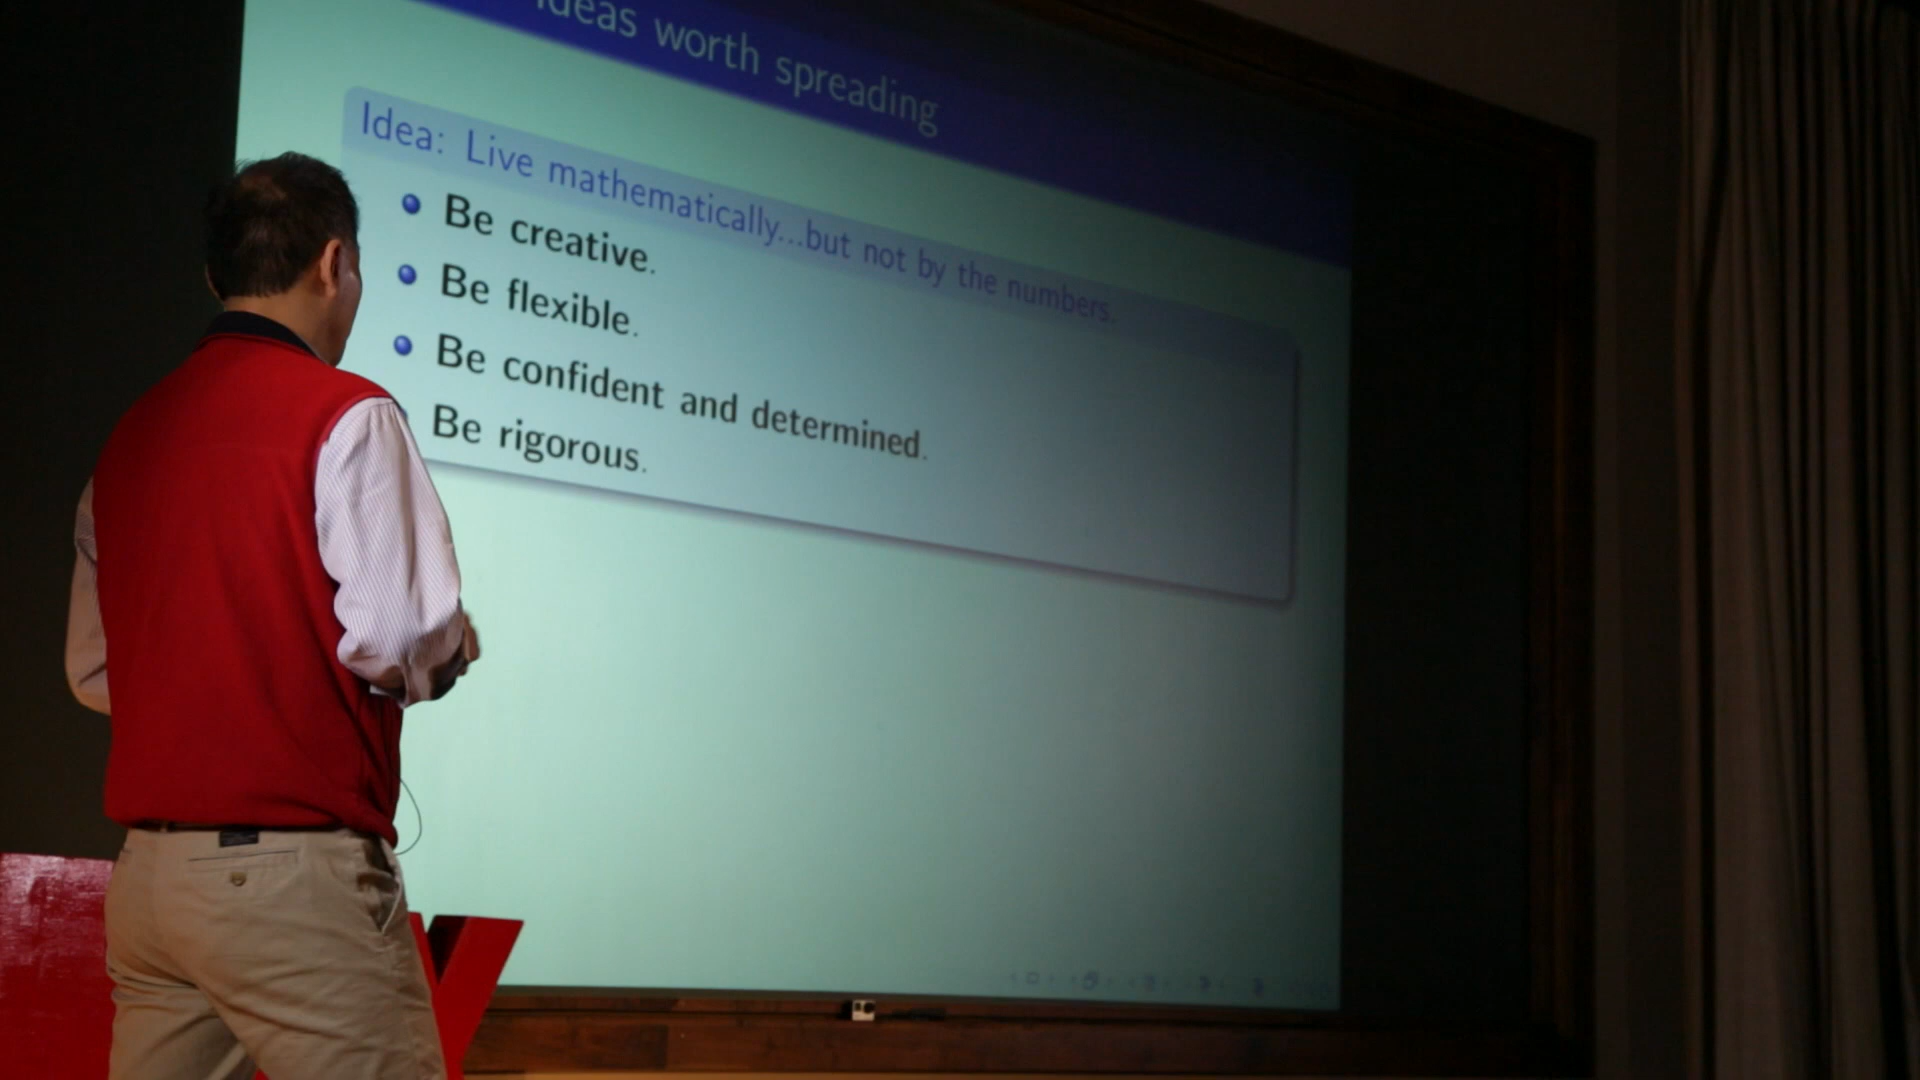 ideas worth spreading
Idea: Live mathematically...but not by the numbers.
Be creative.
Be flexible.
Be confident and determined.
Be rigorous.